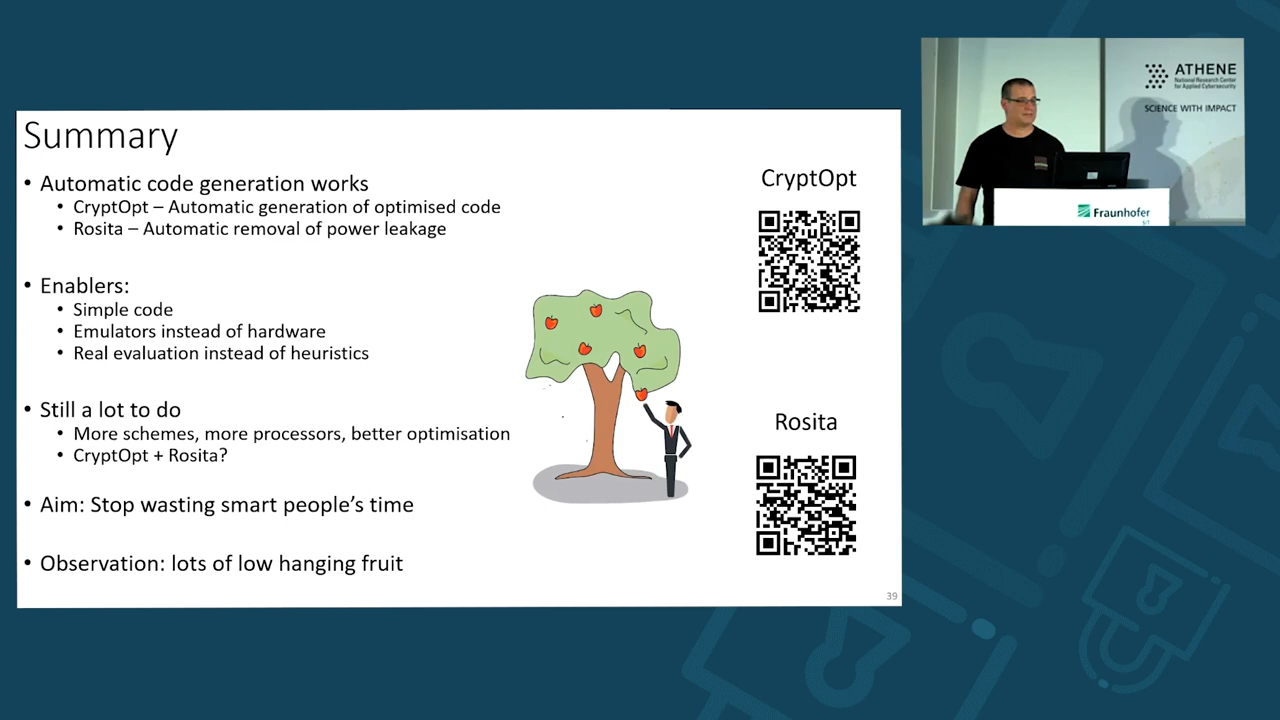 Summary
• Automatic code generation works
• CryptOpt – Automatic generation of optimised code
• Rosita – Automatic removal of power leakage
• Enablers:
• Simple code
• Emulators instead of hardware
• Real evaluation instead of heuristics
• Still a lot to do
• More schemes, more processors, better optimisation
• CryptOpt + Rosita?
• Aim: Stop wasting smart people's time
• Observation: lots of low hanging fruit
CryptOpt
Rosita
39
ATHENE
National Research Center
for Applied Cybersecurity
SCIENCE WITH IMPACT
Fraunhofer